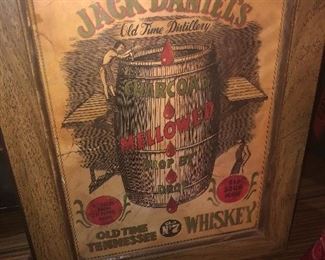 JACK DANIEL'S
Old Time Distillery
CHARCOAL
MELLOWED
DROP BY
DROP
OLD TIME
TENNESSEE
No 7
WHISKEY